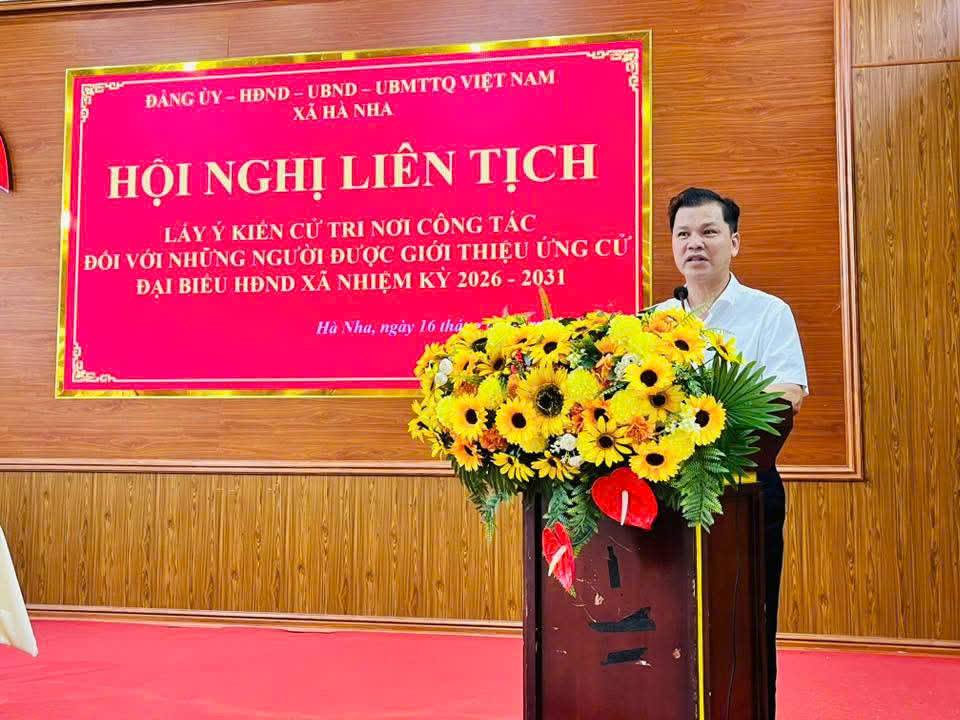 ĐẢNG ỦY – HĐND – UBND – UBMTTQ VIỆT NAM
XÃ HÀ NHA
HỘI NGHỊ LIÊN TỊCH
LẤY Ý KIẾN CỬ TRI NƠI CÔNG TÁC
ĐỐI VỚI NHỮNG NGƯỜI ĐƯỢC GIỚI THIỆU ỨNG CỬ
ĐẠI BIỂU HĐND XÃ NHIỆM KỲ 2026 - 2031
Hà Nha, ngày 16